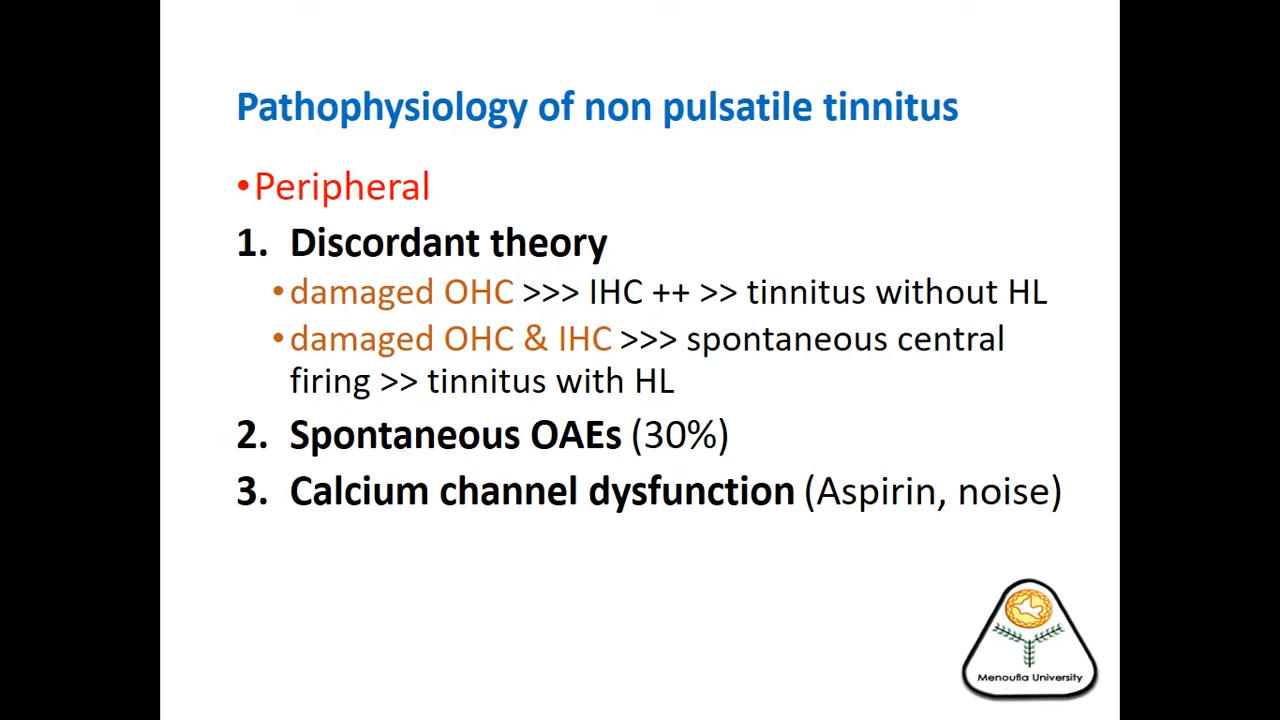 Pathophysiology of non pulsatile tinnitus
•Peripheral
1. Discordant theory
•damaged OHC >>> IHC ++ >> tinnitus without HL
•damaged OHC & IHC >>> spontaneous central
firing >> tinnitus with HL
2. Spontaneous OAEs (30%)
3. Calcium channel dysfunction (Aspirin, noise)
Menoufia University